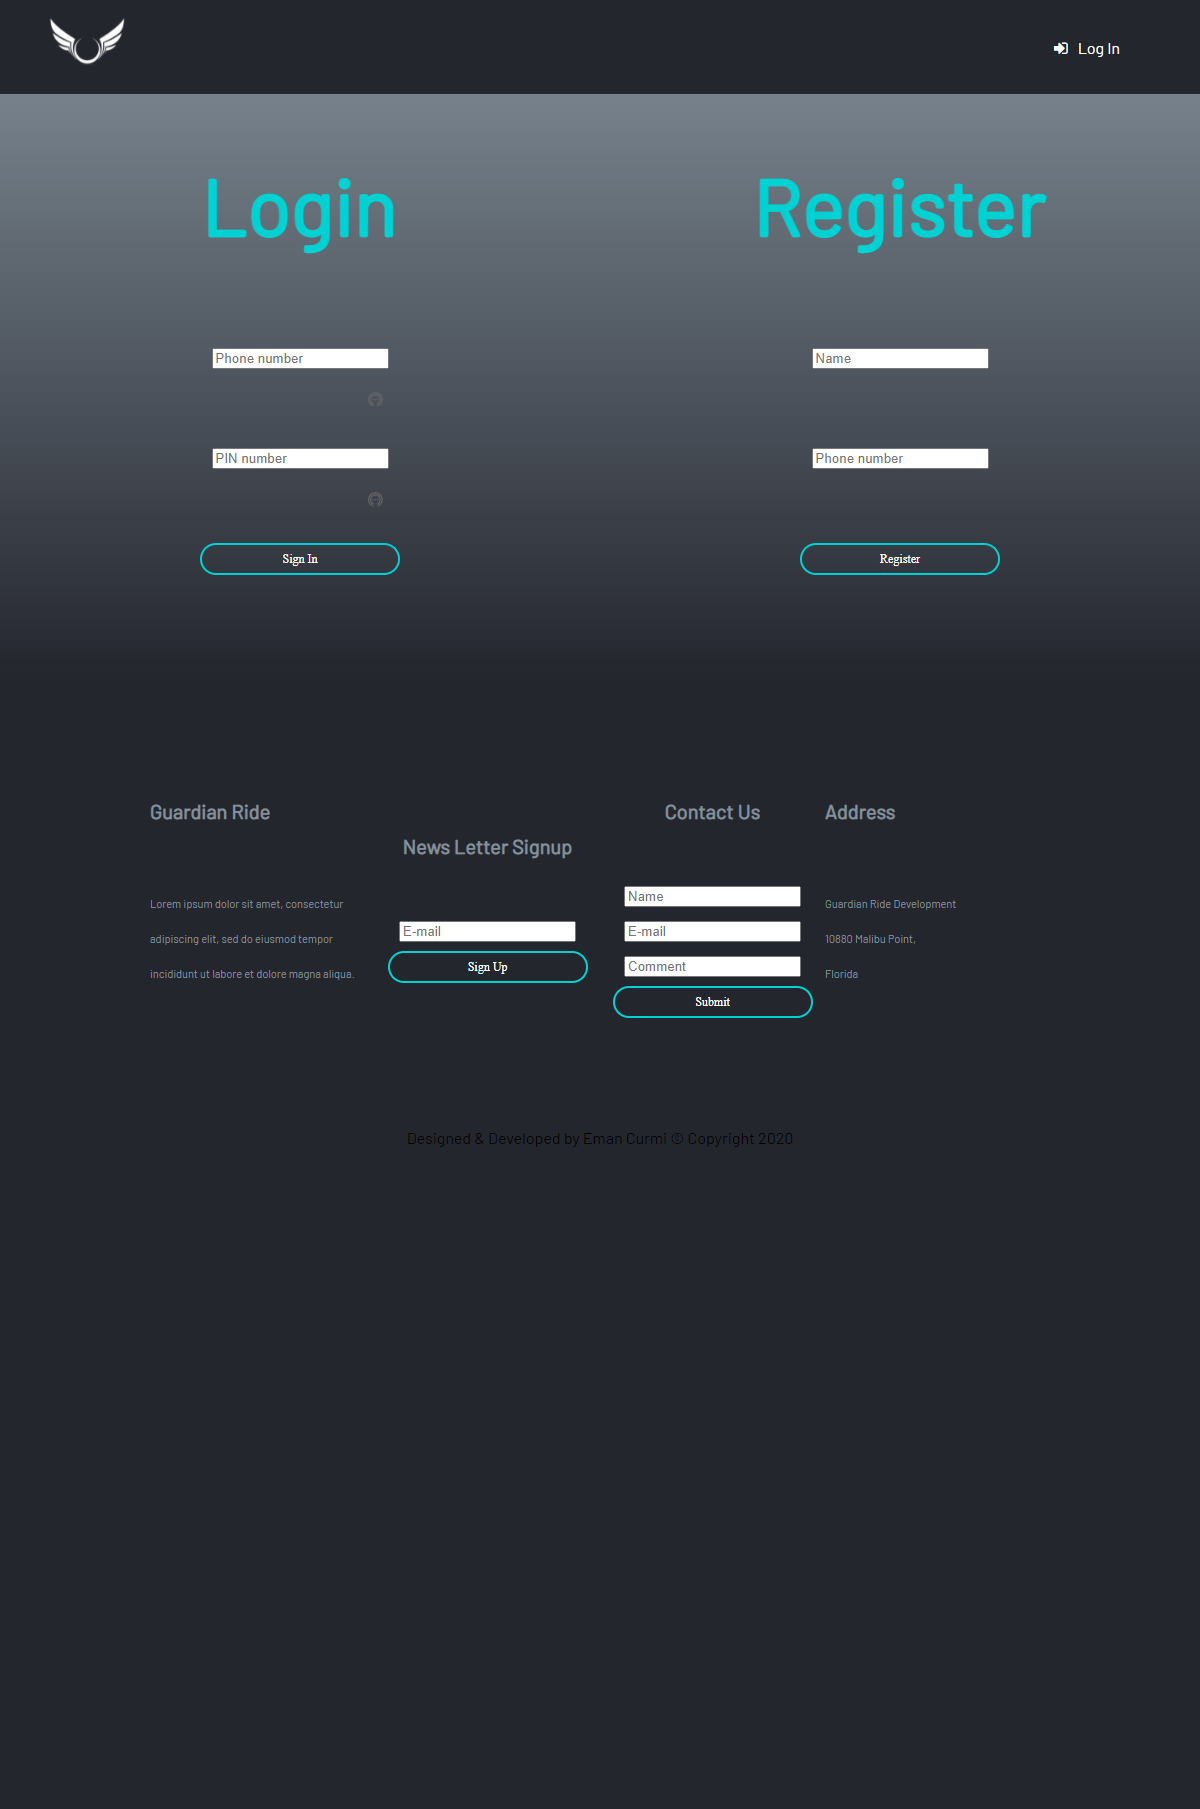 Log In
Login
Phone number
PIN number
Sign In
Register
Name
Phone number
Register
Guardian Ride
Lorem ipsum dolor sit amet, consectetur
adipiscing elit, sed do eiusmod tempor
incididunt ut labore et dolore magna aliqua.
News Letter Signup
E-mail
Sign Up
Contact Us
Name
E-mail
Comment
Submit
Address
Guardian Ride Development
10880 Malibu Point,
Florida
Designed & Developed by Eman Curmi © Copyright 2020